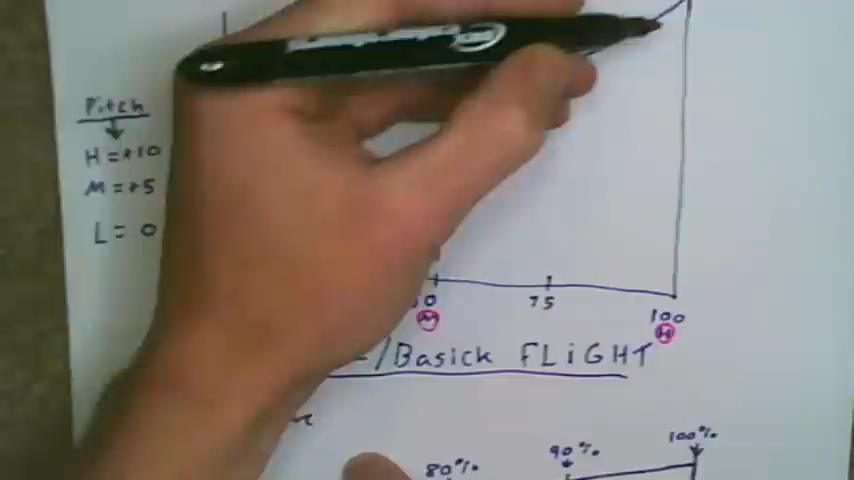 Pitch
H=+10
M=+5
L= 0
75
100
M
H
/Basick FLiGHT
80%
90%
100%